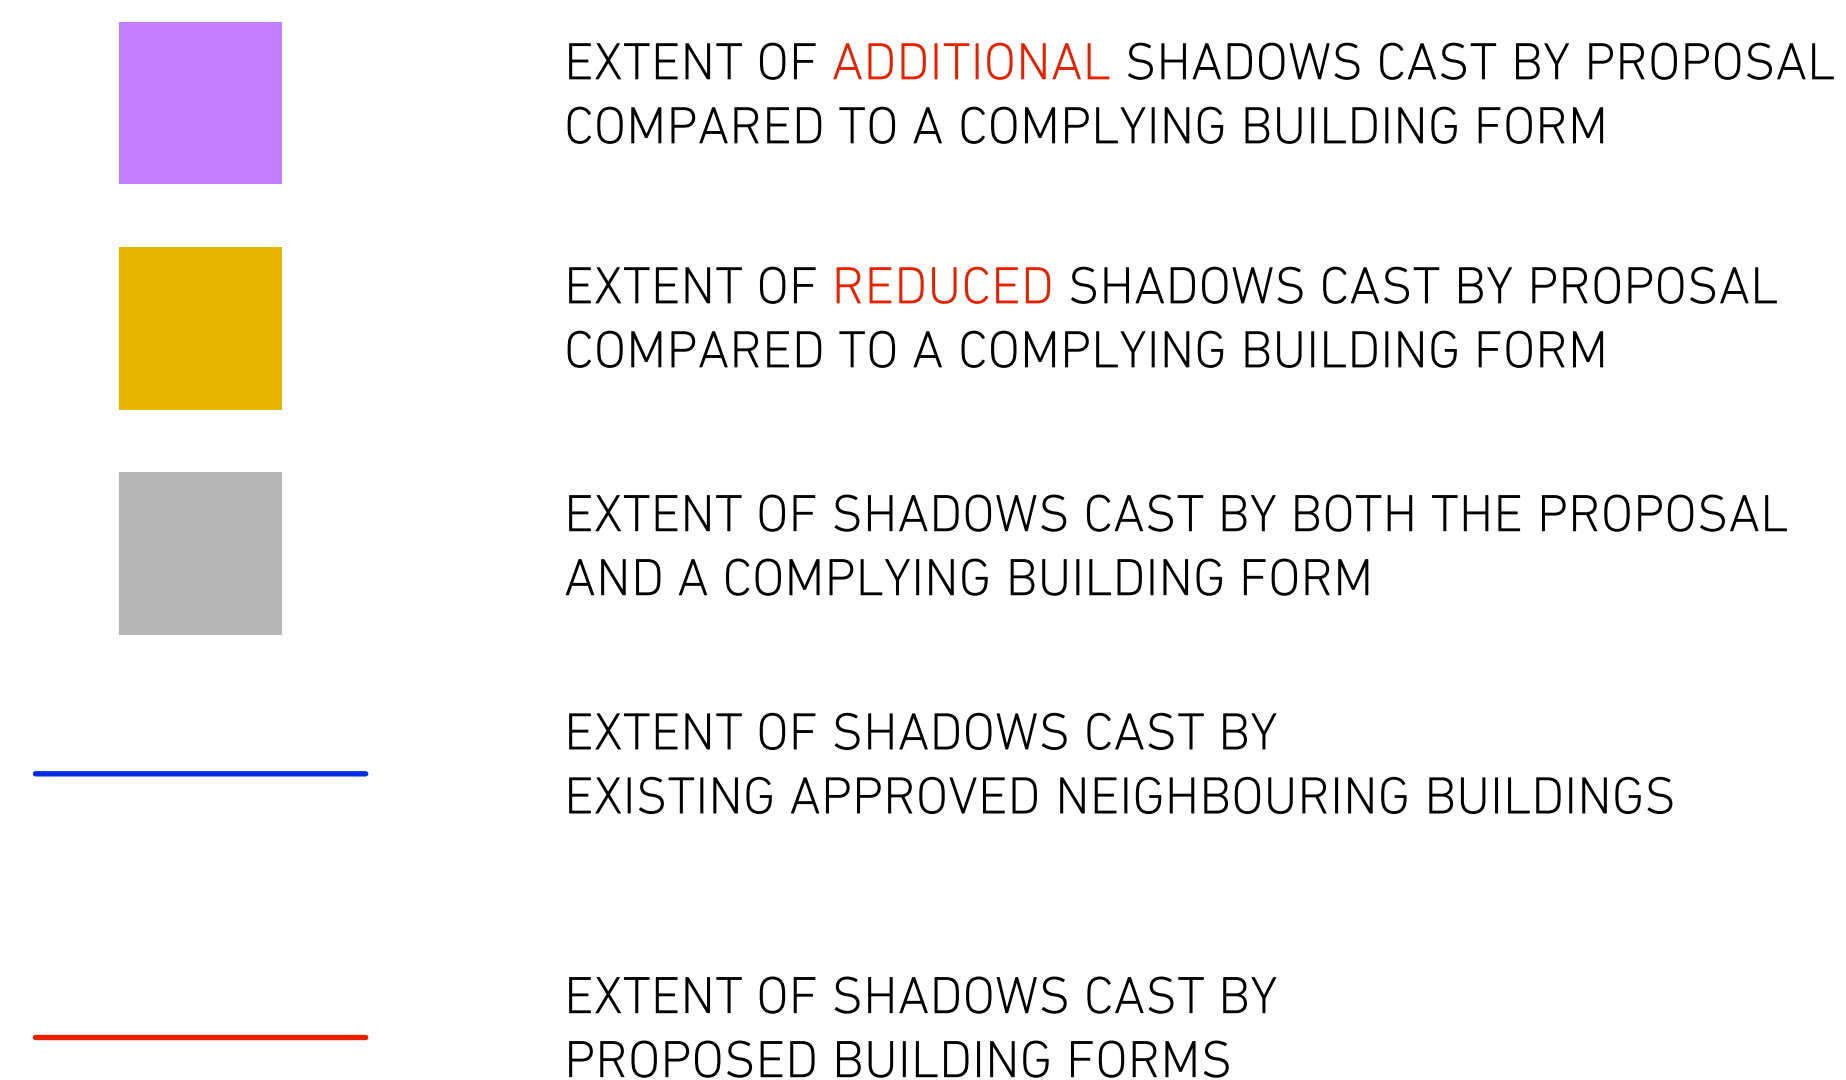 EXTENT OF ADDITIONAL SHADOWS CAST BY PROPOSAL
COMPARED TO A COMPLYING BUILDING FORM
EXTENT OF REDUCED SHADOWS CAST BY PROPOSAL
COMPARED TO A COMPLYING BUILDING FORM
EXTENT OF SHADOWS CAST BY BOTH THE PROPOSAL
AND A COMPLYING BUILDING FORM
EXTENT OF SHADOWS CAST BY
EXISTING APPROVED NEIGHBOURING BUILDINGS
EXTENT OF SHADOWS CAST BY
PROPOSED BUILDING FORMS